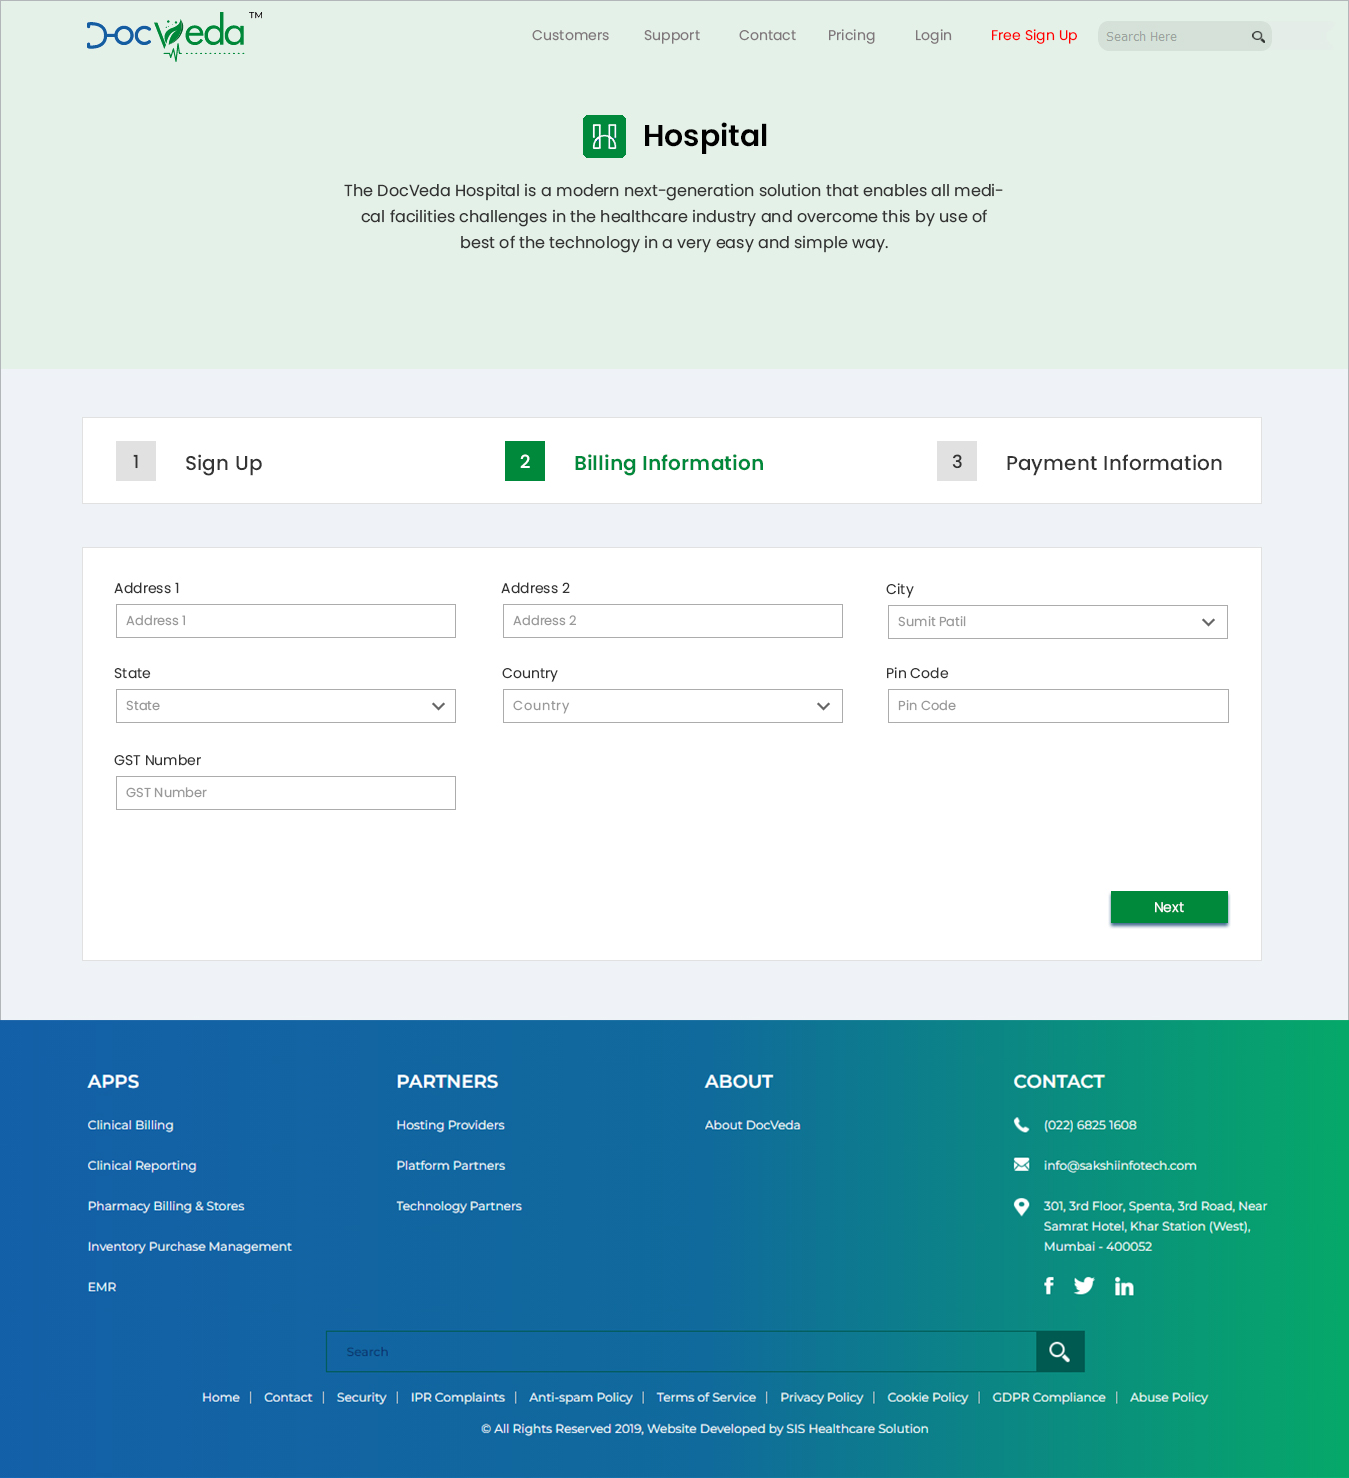 DocVeda TM
Customers Support Contact Pricing Login Free Sign Up Search Here
Hospital
The DocVeda Hospital is a modern next-generation solution that enables all medi-
cal facilities challenges in the healthcare industry and overcome this by use of
best of the technology in a very easy and simple way.
1 Sign Up 2 Billing Information 3 Payment Information
Address 1 Address 2 City
Address 1 Address 2 Sumit Patil
State Country Pin Code
State Country Pin Code
GST Number
GST Number
Next
APPS PARTNERS ABOUT CONTACT
Clinical Billing Hosting Providers About DocVeda (022) 6825 1608
Clinical Reporting Platform Partners info@sakshiinfotech.com
Pharmacy Billing & Stores Technology Partners 301, 3rd Floor, Spenta, 3rd Road, Near
Samrat Hotel, Khar Station (West),
Inventory Purchase Management Mumbai - 400052
EMR
Search
Home | Contact | Security | IPR Complaints | Anti-spam Policy | Terms of Service | Privacy Policy | Cookie Policy | GDPR Compliance | Abuse Policy
© All Rights Reserved 2019, Website Developed by SIS Healthcare Solution